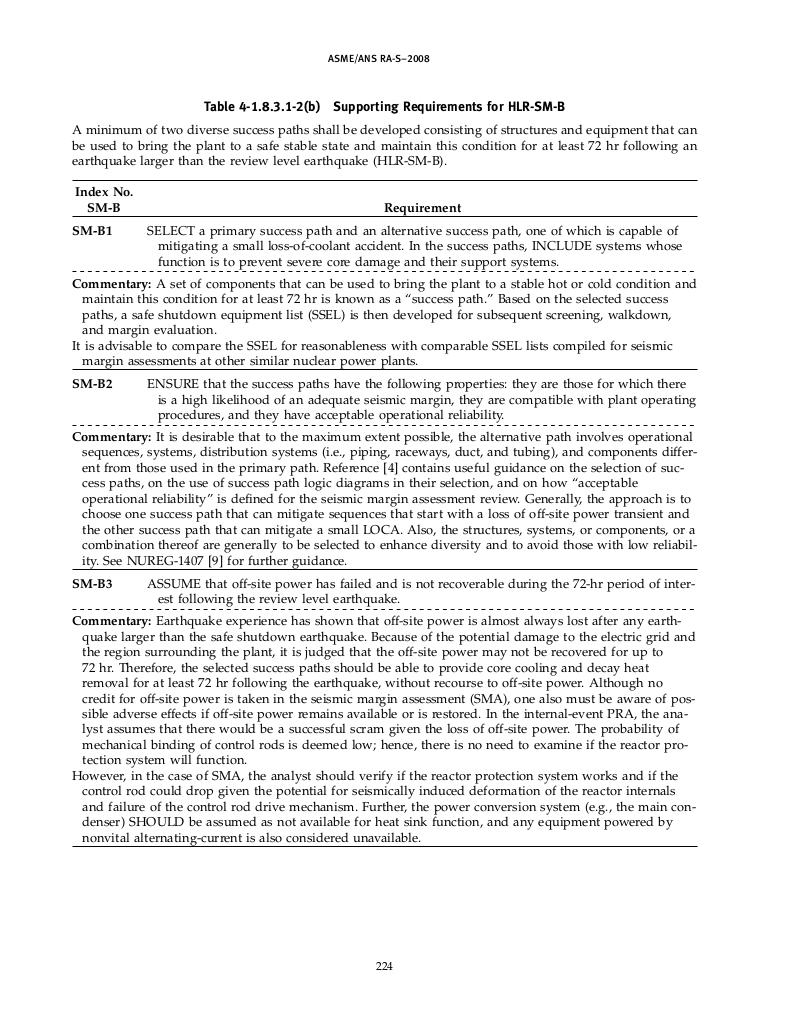 ASME/ANS RA-S–2008
Table 4-1.8.3.1-2(b) Supporting Requirements for HLR-SM-B
A minimum of two diverse success paths shall be developed consisting of structures and equipment that can
be used to bring the plant to a safe stable state and maintain this condition for at least 72 hr following an
earthquake larger than the review level earthquake (HLR-SM-B).
Index No.
SM-B Requirement
SM-B1 SELECT a primary success path and an alternative success path, one of which is capable of
mitigating a small loss-of-coolant accident. In the success paths, INCLUDE systems whose
function is to prevent severe core damage and their support systems.
Commentary: A set of components that can be used to bring the plant to a stable hot or cold condition and
maintain this condition for at least 72 hr is known as a “success path.” Based on the selected success
paths, a safe shutdown equipment list (SSEL) is then developed for subsequent screening, walkdown,
and margin evaluation.
It is advisable to compare the SSEL for reasonableness with comparable SSEL lists compiled for seismic
margin assessments at other similar nuclear power plants.
SM-B2 ENSURE that the success paths have the following properties: they are those for which there
is a high likelihood of an adequate seismic margin, they are compatible with plant operating
procedures, and they have acceptable operational reliability.
Commentary: It is desirable that to the maximum extent possible, the alternative path involves operational
sequences, systems, distribution systems (i.e., piping, raceways, duct, and tubing), and components differ-
ent from those used in the primary path. Reference [4] contains useful guidance on the selection of suc-
cess paths, on the use of success path logic diagrams in their selection, and on how “acceptable
operational reliability” is defined for the seismic margin assessment review. Generally, the approach is to
choose one success path that can mitigate sequences that start with a loss of off-site power transient and
the other success path that can mitigate a small LOCA. Also, the structures, systems, or components, or a
combination thereof are generally to be selected to enhance diversity and to avoid those with low reliabil-
ity. See NUREG-1407 [9] for further guidance.
SM-B3 ASSUME that off-site power has failed and is not recoverable during the 72-hr period of inter-
est following the review level earthquake.
Commentary: Earthquake experience has shown that off-site power is almost always lost after any earth-
quake larger than the safe shutdown earthquake. Because of the potential damage to the electric grid and
the region surrounding the plant, it is judged that the off-site power may not be recovered for up to
72 hr. Therefore, the selected success paths should be able to provide core cooling and decay heat
removal for at least 72 hr following the earthquake, without recourse to off-site power. Although no
credit for off-site power is taken in the seismic margin assessment (SMA), one also must be aware of pos-
sible adverse effects if off-site power remains available or is restored. In the internal-event PRA, the ana-
lyst assumes that there would be a successful scram given the loss of off-site power. The probability of
mechanical binding of control rods is deemed low; hence, there is no need to examine if the reactor pro-
tection system will function.
However, in the case of SMA, the analyst should verify if the reactor protection system works and if the
control rod could drop given the potential for seismically induced deformation of the reactor internals
and failure of the control rod drive mechanism. Further, the power conversion system (e.g., the main con-
denser) SHOULD be assumed as not available for heat sink function, and any equipment powered by
nonvital alternating-current is also considered unavailable.
224